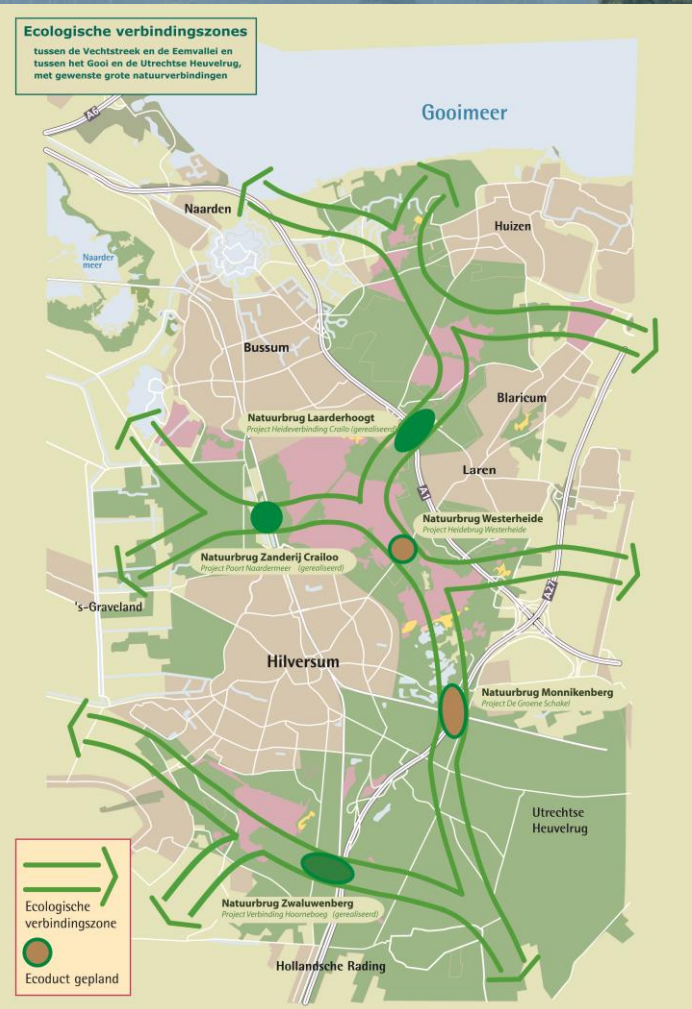 Ecologische verbindingszones
tussen de Vechtstreek en de Eemvallei en
tussen het Gooi en de Utrechtse Heuvelrug,
met gewenste grote natuurverbindingen
A6
Gooimeer
Naarden
Huizen
Naarder
meer
Bussum
Blaricum
Natuurbrug Laarderhoogt
Project Heideverbinding Crailo (gerealiseerd)
Laren
A1
Natuurbrug Westerheide
Project Heidebrug Westerheide
Natuurbrug Zanderij Crailoo
Project Poort Naardermeer (gerealiseerd)
A27
's-Graveland
Hilversum
Natuurbrug Monnikenberg
Project De Groene Schakel
Utrechtse
Heuvelrug
Natuurbrug Zwaluwenberg
Project Verbinding Hoorneboeg (gerealiseerd)
Hollandsche Rading
Ecologische
verbindingszone
Ecoduct gepland